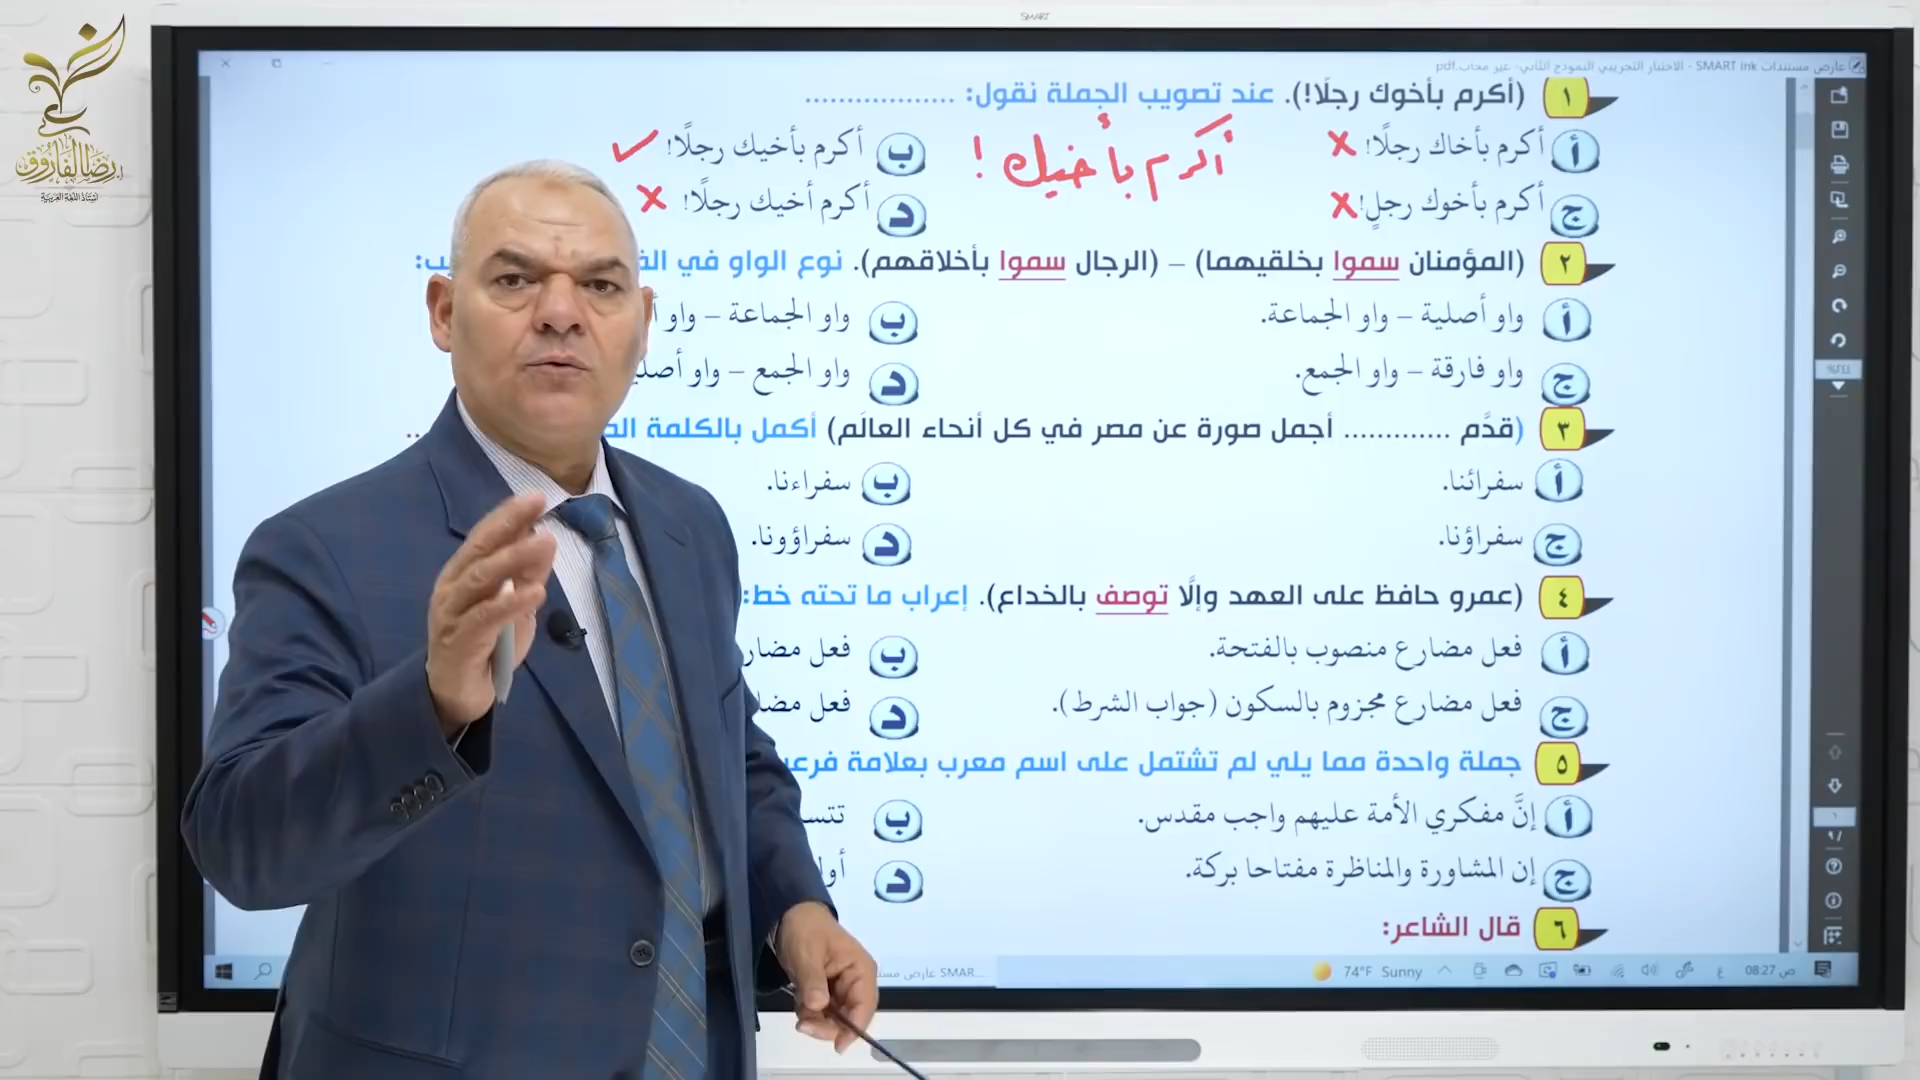 SMART
عارض مستندات SMART Ink - الاختبار التجريبي النموذج الثاني- غير مجاب.pdf
١ (أكرم بأخوك رجلًا!). عند تصويب الجملة نقول: ..................
أ أكرم بأخاك رجلًا! x
ب أكرم بأخيك رجلًا! ✓
أكرم بأخيك !
ج أكرم بأخوك رجلٍ! x
د أكرم أخيك رجلًا! x
٢ (المؤمنان سموا بخلقيهما) – (الرجال سموا بأخلاقهم). نوع الواو في
أ واو أصلية – واو الجماعة.
ب واو الجماعة – واو
ج واو فارقة – واو الجمع.
د واو الجمع – واو
٣ (قدَّم ............. أجمل صورة عن مصر في كل أنحاء العالَم) أكمل بالكلمة
أ سفرائنا.
ب سفراءنا.
ج سفراؤنا.
د سفراؤونا.
٤ (عمرو حافظ على العهد وإلَّا توصف بالخداع). إعراب ما تحته خط:
أ فعل مضارع منصوب بالفتحة.
ب فعل
ج فعل مضارع مجزوم بالسكون (جواب الشرط).
د فعل
٥ جملة واحدة مما يلي لم تشتمل على اسم معرب بعلامة
أ إنَّ مفكري الأمة عليهم واجب مقدس.
ب
ج إن المشاورة والمناظرة مفتاحا بركة.
د
٦ قال الشاعر:
74°F Sunny
08:27 ص
رضا الفاروق
أستاذ اللغة العربية